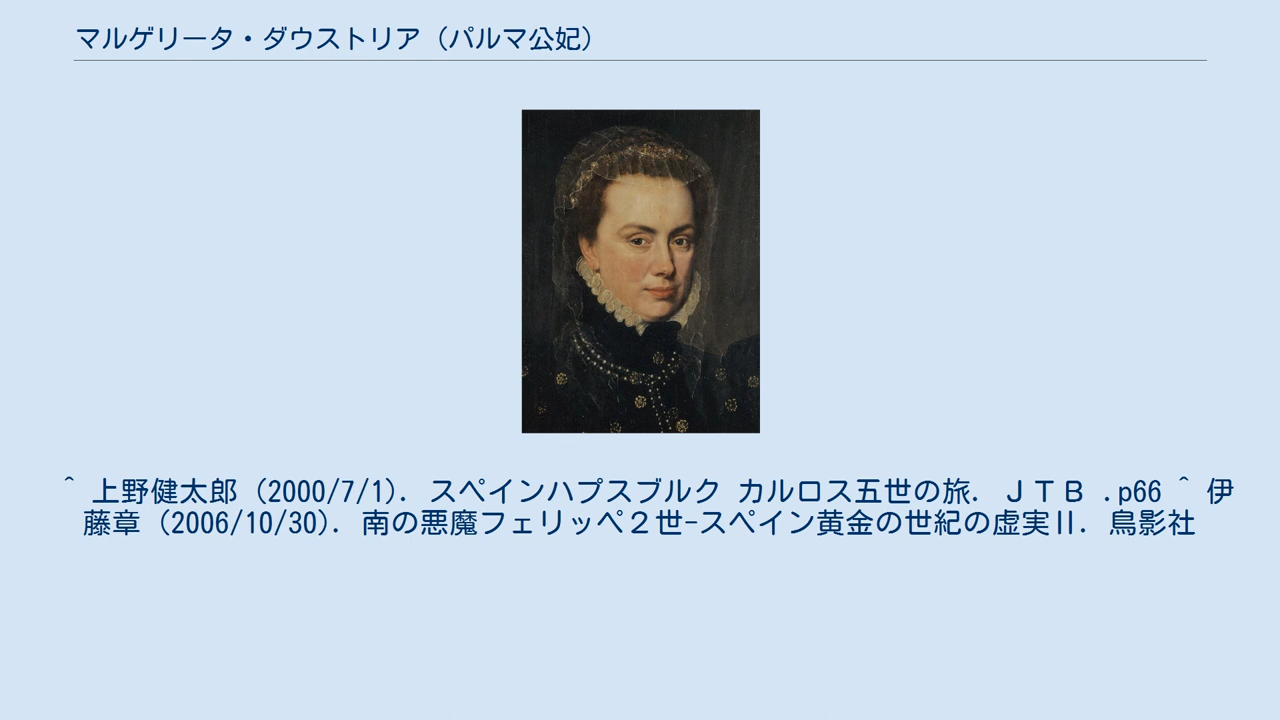 マルゲリータ・ダウストリア（パルマ公妃）
^ 上野健太郎 (2000/7/1). スペインハプスブルク カルロス五世の旅. ＪＴＢ .p66 ^ 伊
藤章 (2006/10/30). 南の悪魔フェリッペ２世-スペイン黄金の世紀の虚実Ⅱ. 鳥影社